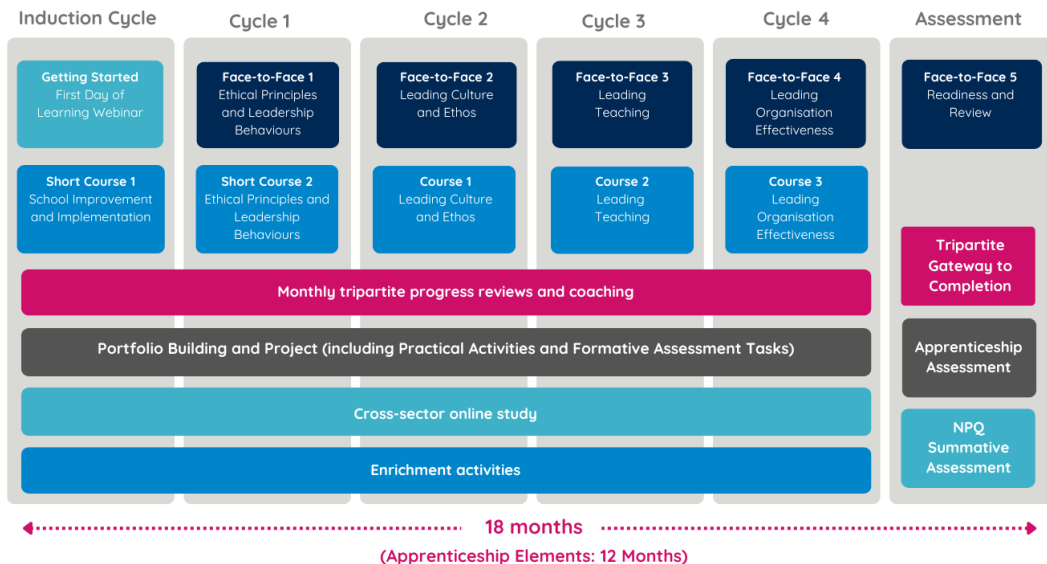 Induction Cycle
Cycle 1
Cycle 2
Cycle 3
Cycle 4
Assessment
Getting Started
First Day of
Learning Webinar
Face-to-Face 1
Ethical Principles
and Leadership
Behaviours
Face-to-Face 2
Leading Culture
and Ethos
Face-to-Face 3
Leading
Teaching
Face-to-Face 4
Leading
Organisation
Effectiveness
Face-to-Face 5
Readiness and
Review
Short Course 1
School Improvement
and Implementation
Short Course 2
Ethical Principles and
Leadership
Behaviours
Course 1
Leading Culture
and Ethos
Course 2
Leading
Teaching
Course 3
Leading
Organisation
Effectiveness
Tripartite
Gateway to
Completion
Monthly tripartite progress reviews and coaching
Portfolio Building and Project (including Practical Activities and Formative Assessment Tasks)
Apprenticeship
Assessment
Cross-sector online study
NPQ
Summative
Assessment
Enrichment activities
18 months
(Apprenticeship Elements: 12 Months)